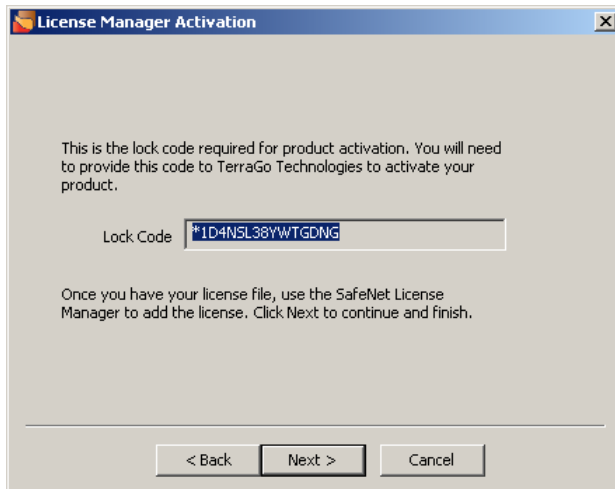 License Manager Activation
This is the lock code required for product activation. You will need
to provide this code to TerraGo Technologies to activate your
product.
Lock Code *1D4NSL38YWTGDNG
Once you have your license file, use the SafeNet License
Manager to add the license. Click Next to continue and finish.
< Back Next > Cancel